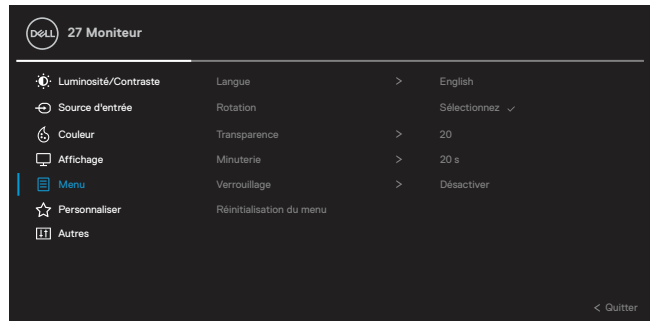 DELL 27 Moniteur
Luminosité/Contraste Langue > English
Source d'entrée Rotation Sélectionnez ✓
Couleur Transparence > 20
Affichage Minuterie > 20 s
Menu Verrouillage > Désactiver
Personnaliser Réinitialisation du menu
Autres
< Quitter